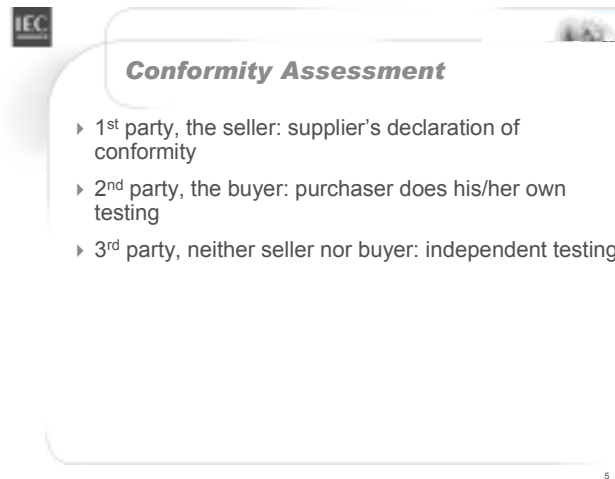 IEC
Conformity Assessment
1st party, the seller: supplier’s declaration of
conformity
2nd party, the buyer: purchaser does his/her own
testing
3rd party, neither seller nor buyer: independent testing
5